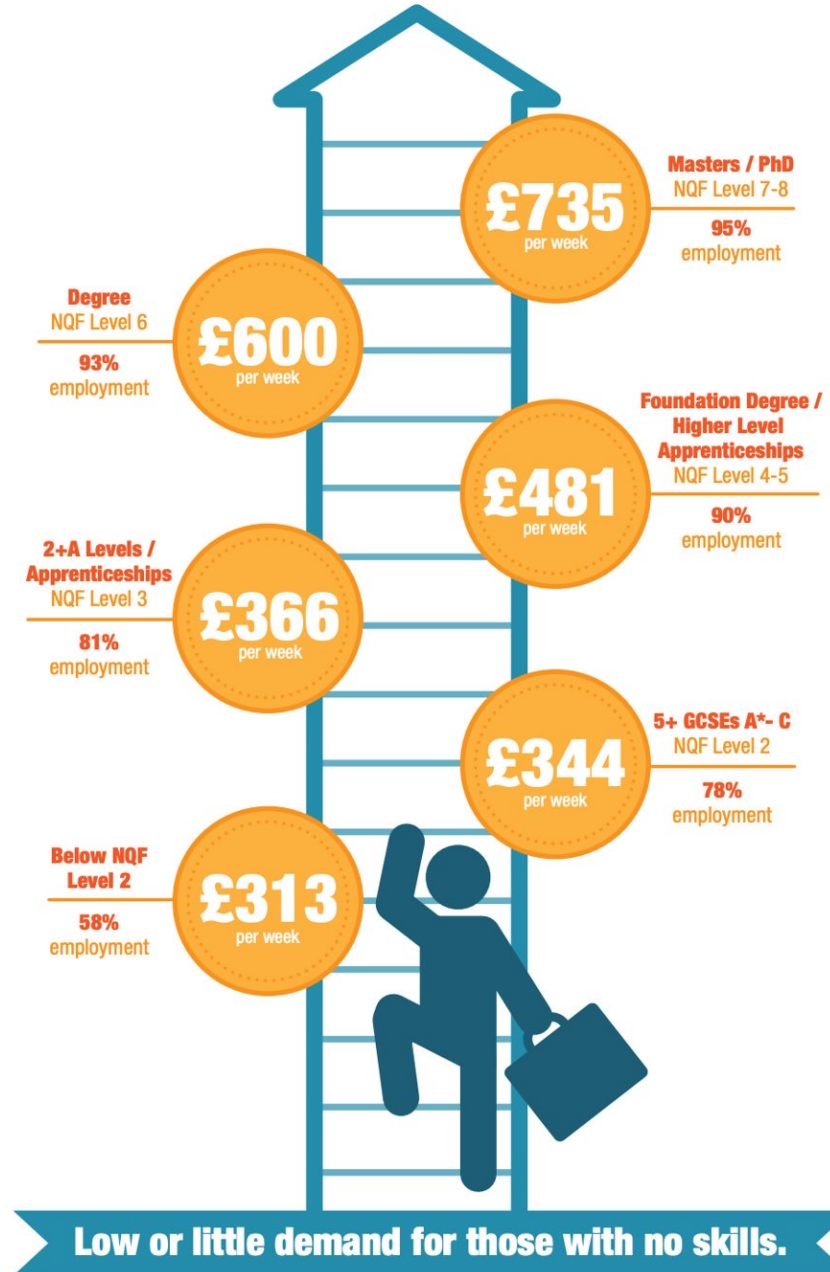 £735
per week
Masters / PhD
NQF Level 7-8
95%
employment
Degree
NQF Level 6
93%
employment
£600
per week
Foundation Degree /
Higher Level
Apprenticeships
NQF Level 4-5
90%
employment
£481
per week
2+A Levels /
Apprenticeships
NQF Level 3
81%
employment
£366
per week
5+ GCSEs A*- C
NQF Level 2
78%
employment
£344
per week
Below NQF
Level 2
58%
employment
£313
per week
Low or little demand for those with no skills.